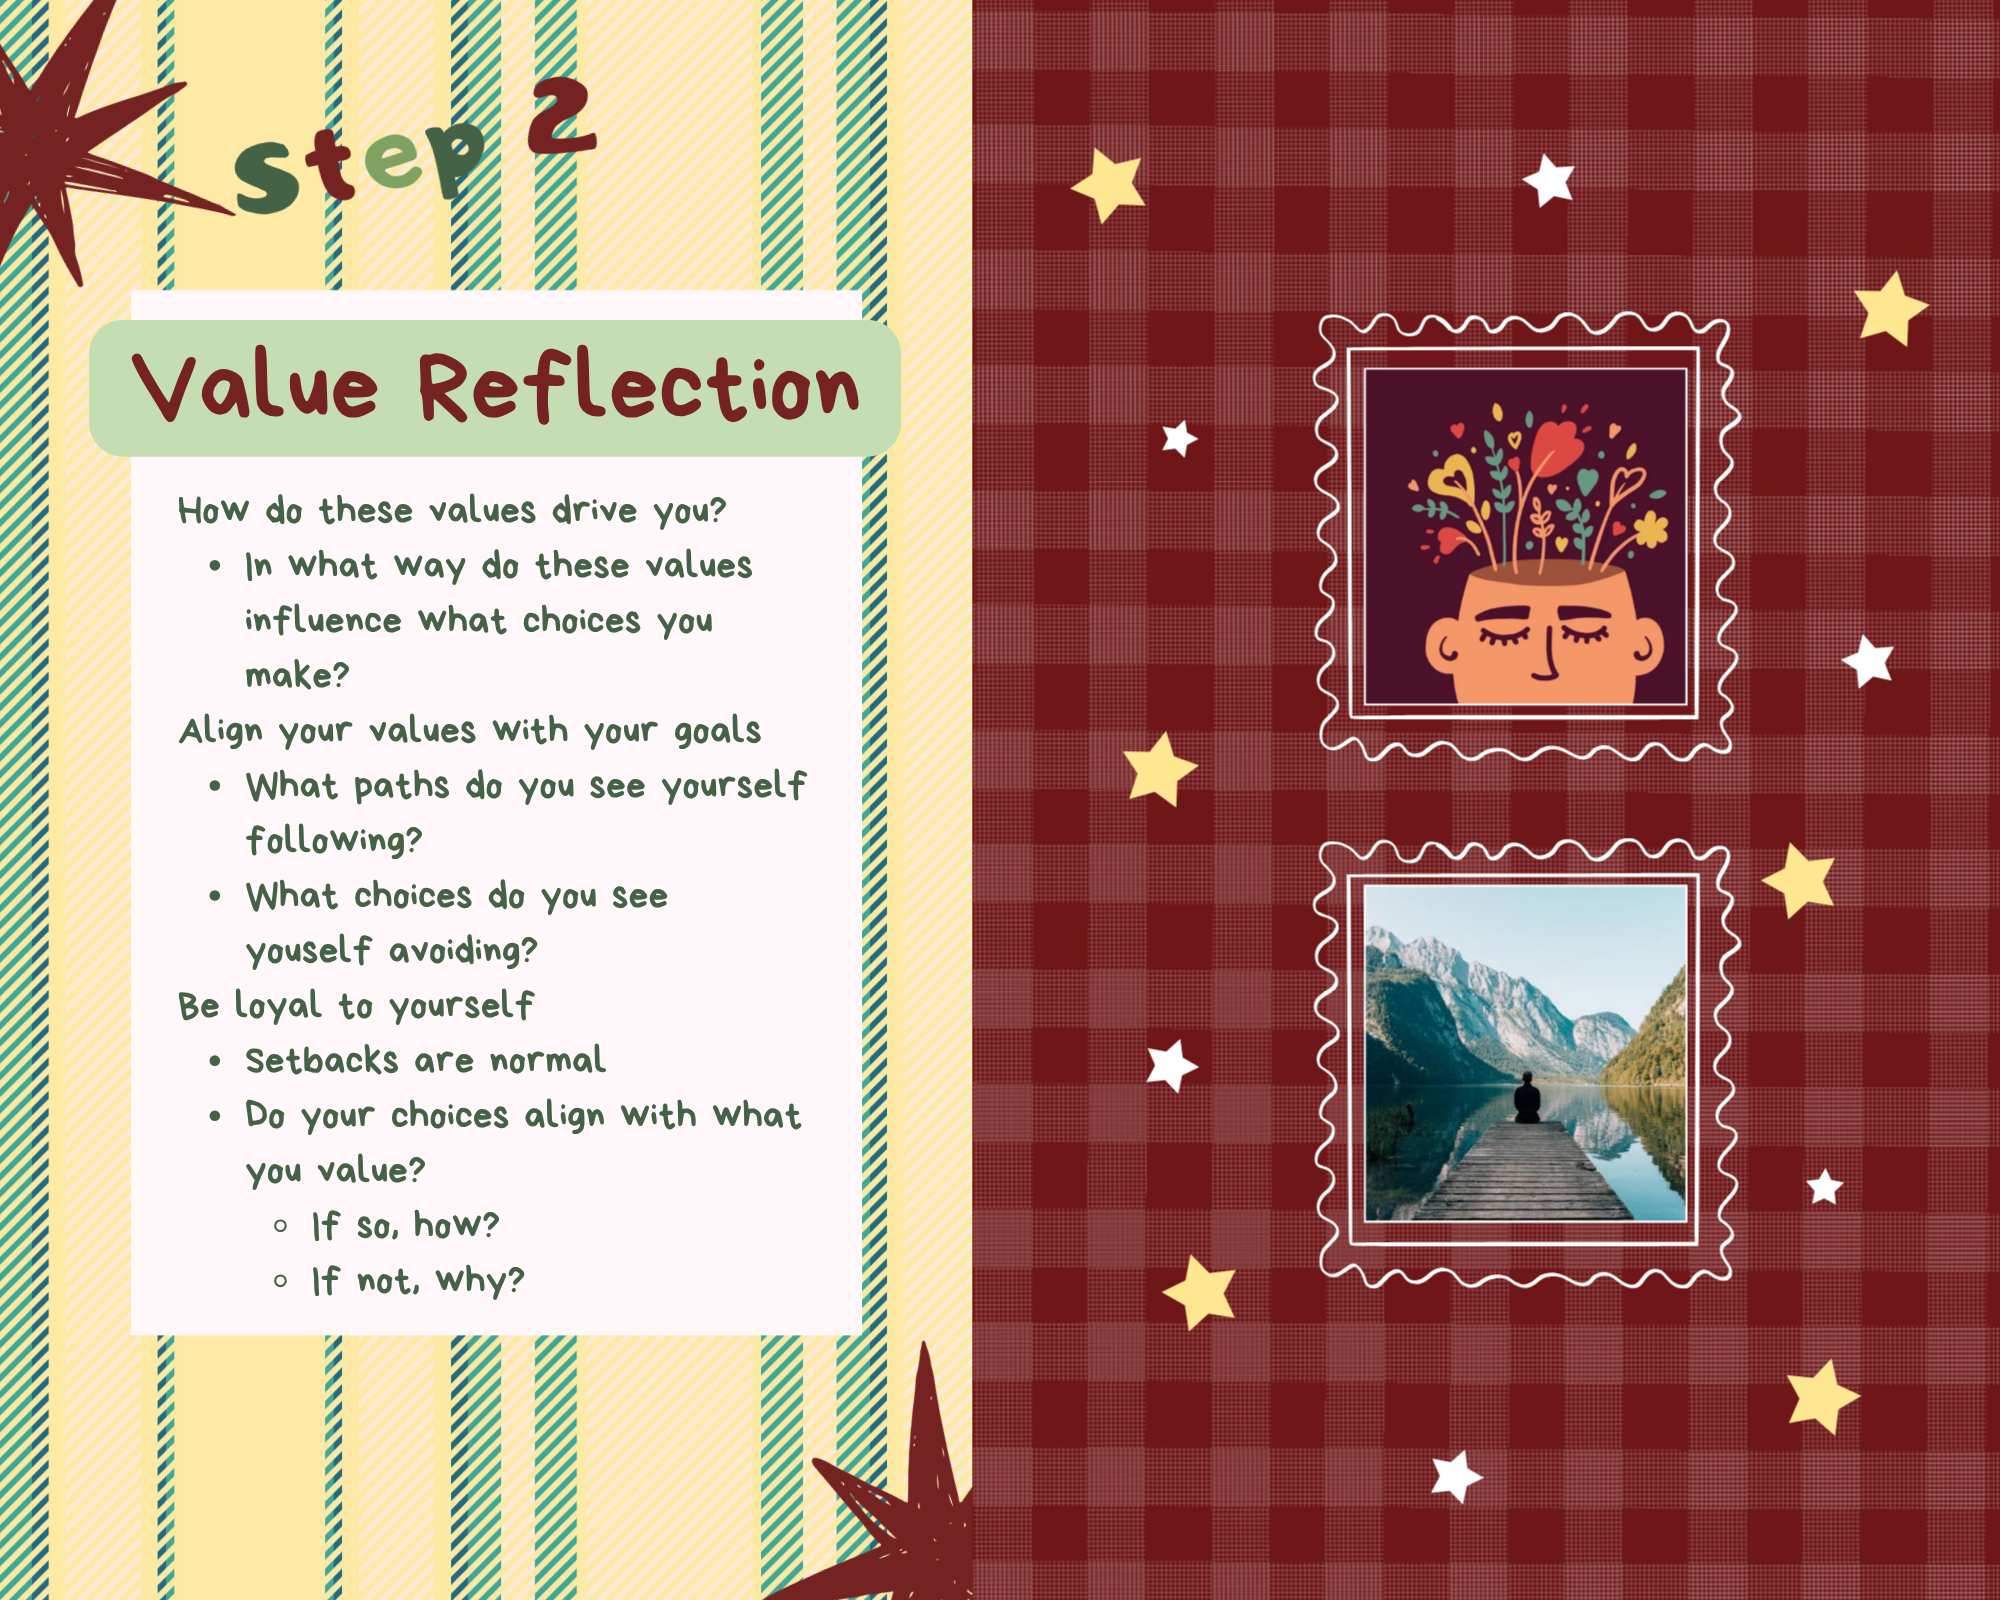 step 2
Value Reflection
How do these values drive you?
• In what way do these values
influence what choices you
make?
Align your values with your goals
• What paths do you see yourself
following?
• What choices do you see
youself avoiding?
Be loyal to yourself
• Setbacks are normal
• Do your choices align with what
you value?
◦ If so, how?
◦ If not, why?